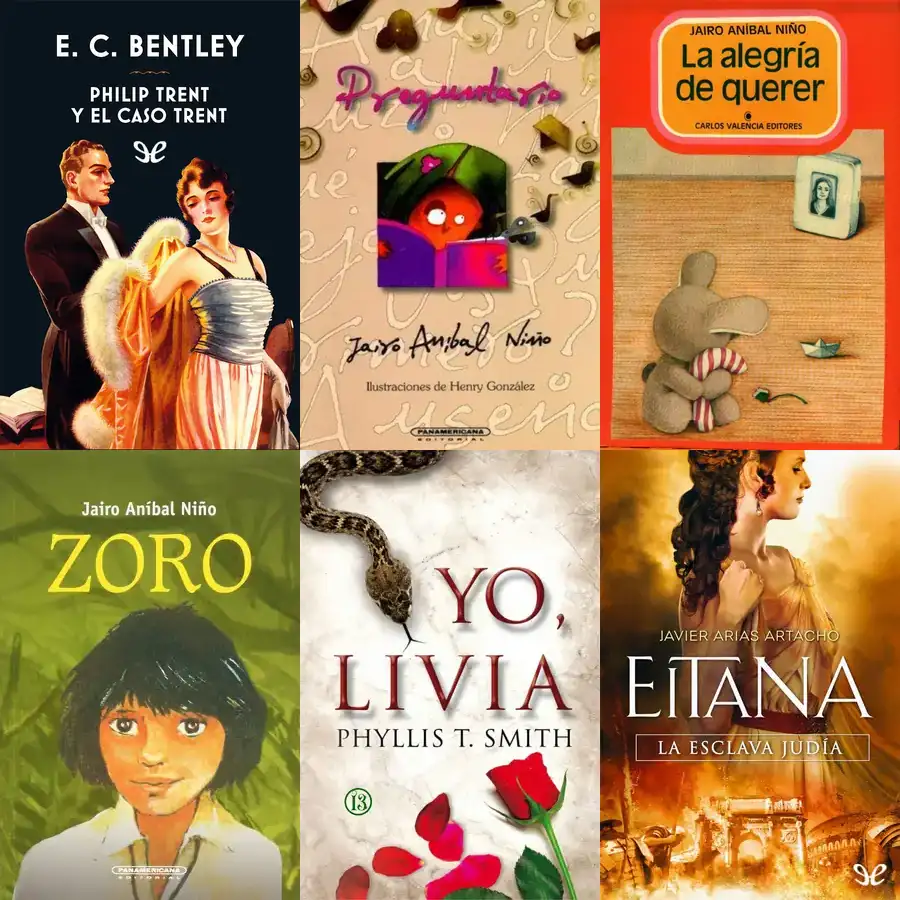 E. C. BENTLEY
PHILIP TRENT
Y EL CASO TRENT
Preguntario
Jairo Aníbal Niño
Ilustraciones de Henry González
PANAMERICANA
EDITORIAL
JAIRO ANÍBAL NIÑO
La alegría
de querer
CARLOS VALENCIA EDITORES
Jairo Aníbal Niño
ZORO
PANAMERICANA
EDITORIAL
YO,
LIVIA
PHYLLIS T. SMITH
13
JAVIER ARIAS ARTACHO
EITANA
LA ESCLAVA JUDÍA